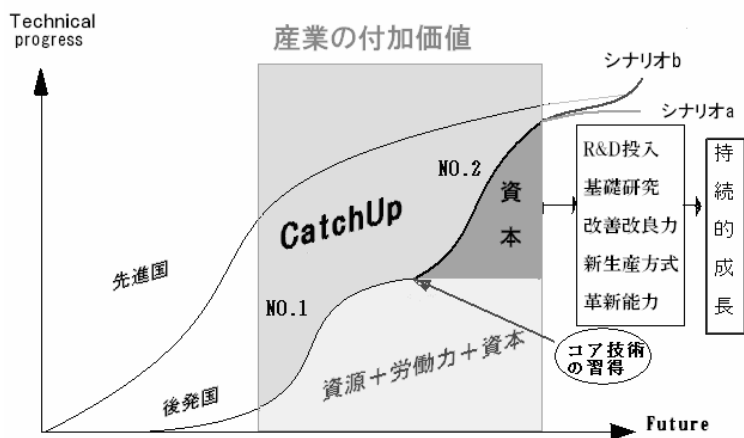 Technical
progress
産業の付加価値
シナリオb
シナリオa
NO.2
資
本
R&D投入
基礎研究
改善改良力
新生産方式
革新能力
持
続
的
成
長
CatchUp
先進国
NO.1
コア技術
の習得
資源+労働力+資本
後発国
Future